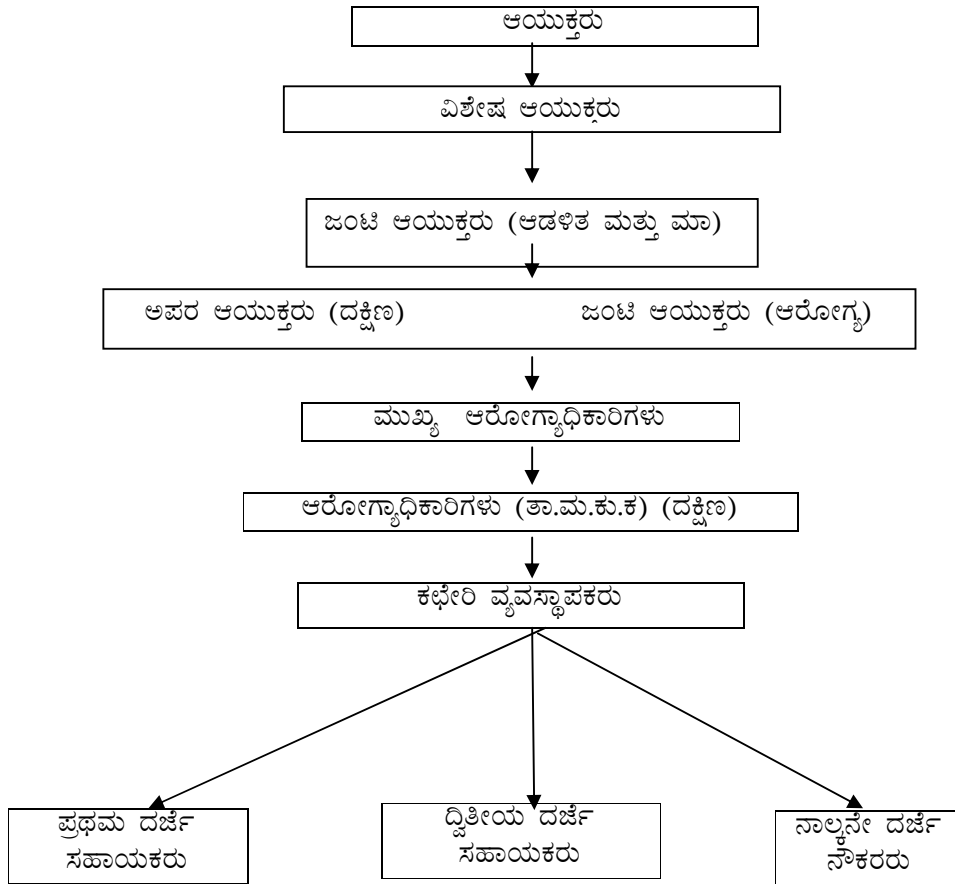 ಆಯುಕ್ತರು
ವಿಶೇಷ ಆಯುಕ್ತರು
ಜಂಟಿ ಆಯುಕ್ತರು (ಆಡಳಿತ ಮತ್ತು ಮಾ)
ಅಪರ ಆಯುಕ್ತರು (ದಕ್ಷಿಣ) ಜಂಟಿ ಆಯುಕ್ತರು (ಆರೋಗ್ಯ)
ಮುಖ್ಯ ಆರೋಗ್ಯಾಧಿಕಾರಿಗಳು
ಆರೋಗ್ಯಾಧಿಕಾರಿಗಳು (ತಾ.ಮ.ಕು.ಕ) (ದಕ್ಷಿಣ)
ಕಛೇರಿ ವ್ಯವಸ್ಥಾಪಕರು
ಪ್ರಥಮ ದರ್ಜೆ
ಸಹಾಯಕರು
ದ್ವಿತೀಯ ದರ್ಜೆ
ಸಹಾಯಕರು
ನಾಲ್ಕನೇ ದರ್ಜೆ
ನೌಕರರು